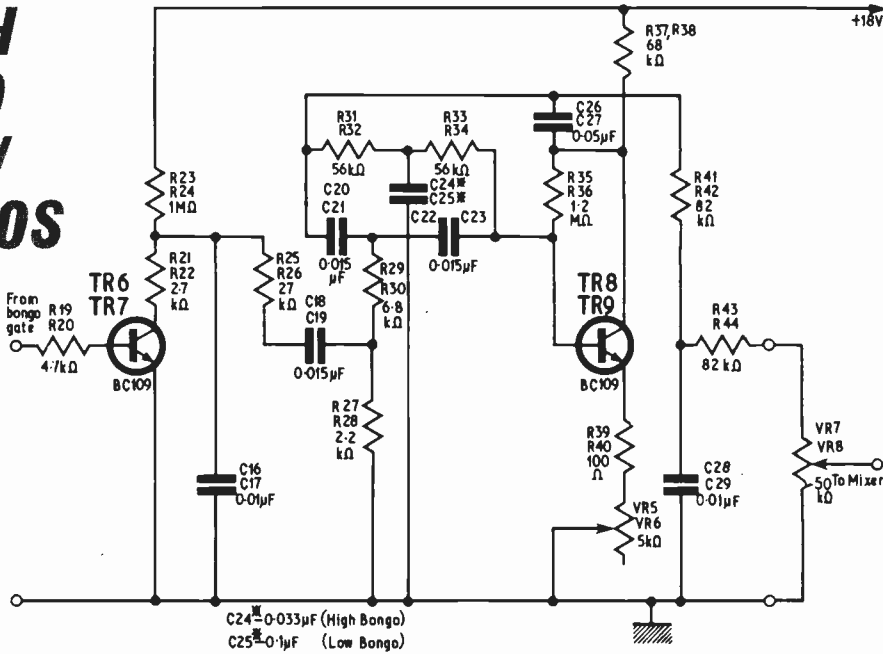 H
OS
+18V
R37,R38
68
kΩ
R31
R32
56kΩ
R33
R34
56kΩ
C26
C27
0·05µF
C24*
C25*
R23
R24
1MΩ
C20
C21
0·015
µF
C22
C23
0·015µF
R35
R36
1·2
MΩ
R41
R42
82
kΩ
R21
R22
2·7
kΩ
R25
R26
27
kΩ
R29
R30
6·8
kΩ
From
bongo
gate
R19
R20
4·7kΩ
TR6
TR7
BC109
C18
C19
0·015µF
TR8
TR9
BC109
R43
R44
82kΩ
R27
R28
2·2
kΩ
R39
R40
100
Ω
VR7
VR8
50
kΩ
To Mixer
C16
C17
0·01µF
VR5
VR6
5kΩ
C28
C29
0·01µF
C24*-0·033µF (High Bongo)
C25*-0·1µF (Low Bongo)